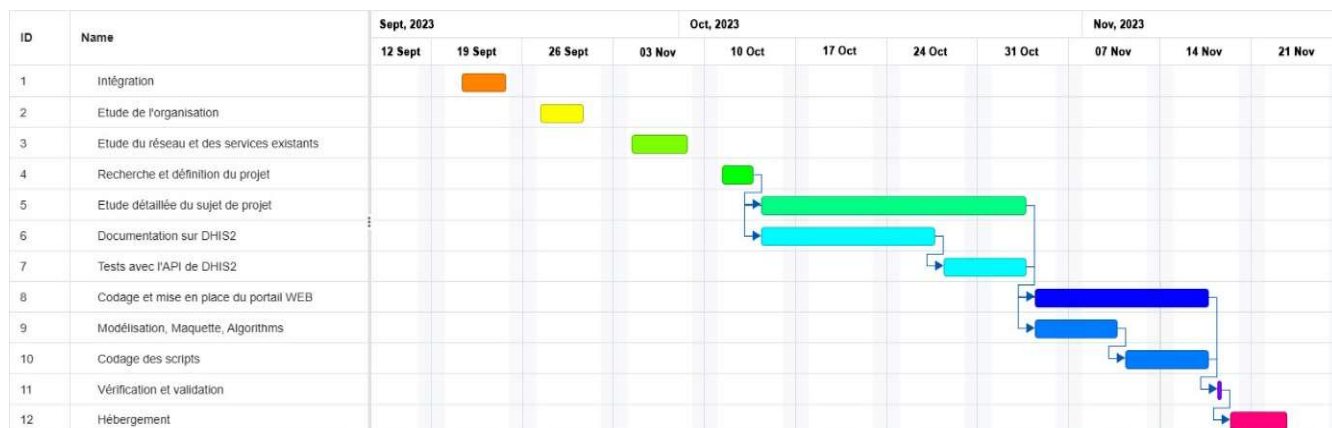 ID Name Sept, 2023 Oct, 2023 Nov, 2023
12 Sept 19 Sept 26 Sept 03 Nov 10 Oct 17 Oct 24 Oct 31 Oct 07 Nov 14 Nov 21 Nov
1 Intégration
2 Etude de l'organisation
3 Etude du réseau et des services existants
4 Recherche et définition du projet
5 Etude détaillée du sujet de projet
6 Documentation sur DHIS2
7 Tests avec l'API de DHIS2
8 Codage et mise en place du portail WEB
9 Modélisation, Maquette, Algorithms
10 Codage des scripts
11 Vérification et validation
12 Hébergement